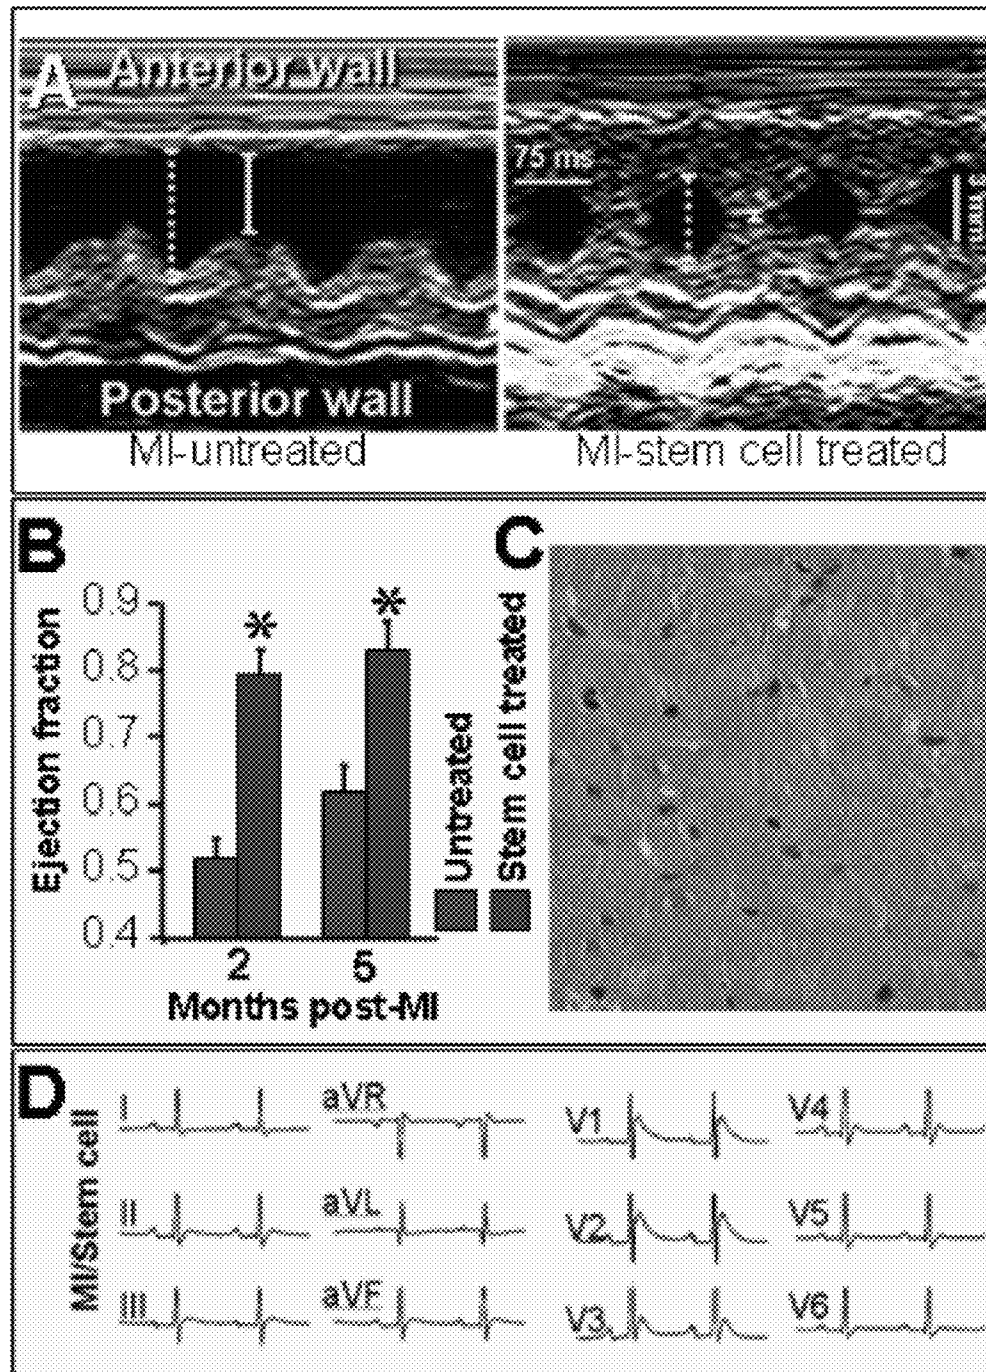 A Anterior wall
75 ms
3 mm
Posterior wall
MI-untreated
MI-stem cell treated
B
Ejection fraction
0.9
0.8
0.7
0.6
0.5
0.4
*
*
2
5
Months post-MI
Untreated
Stem cell treated
C
D
MI/Stem cell
I
aVR
V1
V4
II
aVL
V2
V5
III
aVF
V3
V6